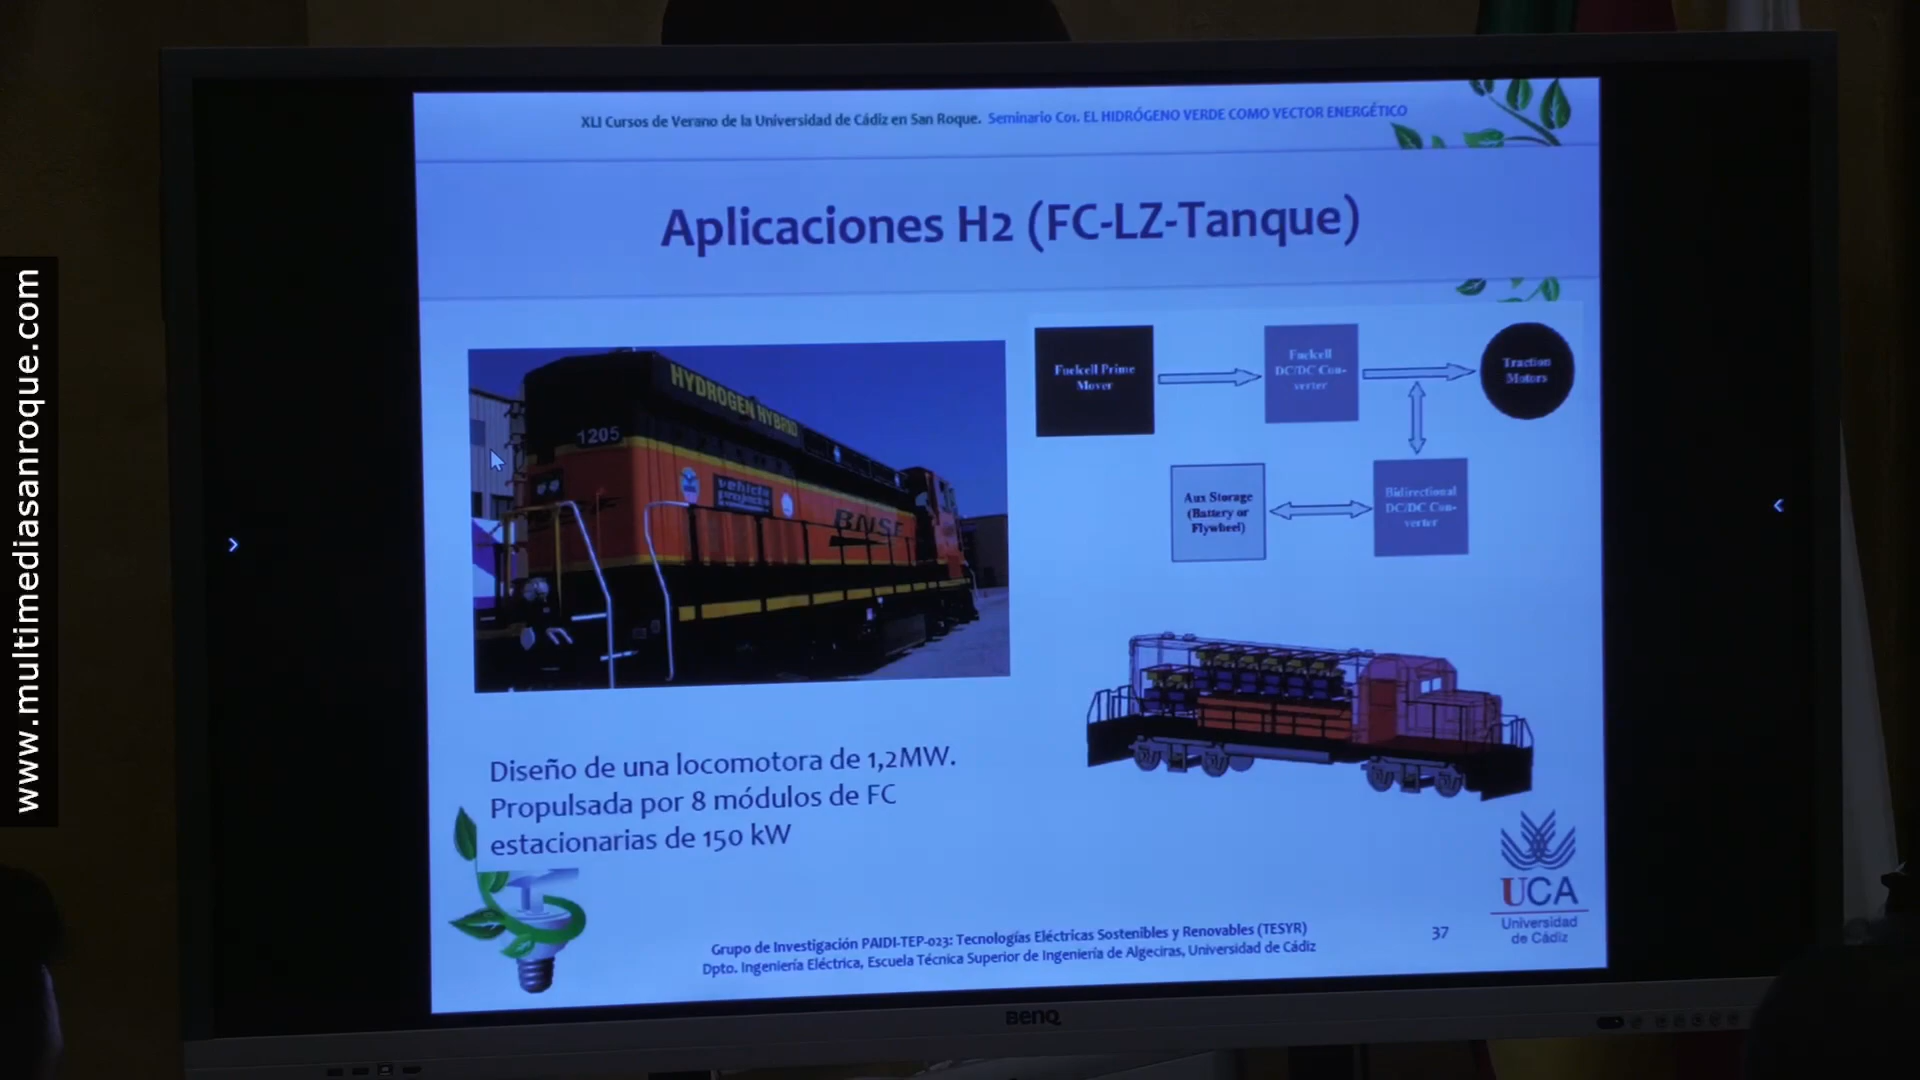 www.multimediasanroque.com
XLI Cursos de Verano de la Universidad de Cádiz en San Roque. Seminario C01. EL HIDRÓGENO VERDE COMO VECTOR ENERGÉTICO
Aplicaciones H2 (FC-LZ-Tanque)
HYDROGEN HYBRID
1205
vehicle
projects
BNSF
Fuelcell Prime
Mover
Fuelcell
DC/DC Con-
verter
Traction
Motors
Aux Storage
(Battery or
Flywheel)
Bidirectional
DC/DC Con-
verter
Diseño de una locomotora de 1,2MW.
Propulsada por 8 módulos de FC
estacionarias de 150 kW
Grupo de Investigación PAIDI-TEP-023: Tecnologías Eléctricas Sostenibles y Renovables (TESYR)
Dpto. Ingeniería Eléctrica, Escuela Técnica Superior de Ingeniería de Algeciras, Universidad de Cádiz
37
UCA
Universidad
de Cádiz
BenQ